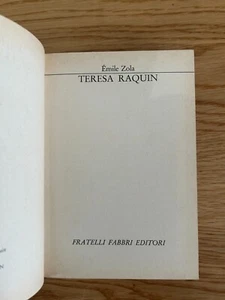 Émile Zola
TERESA RAQUIN
FRATELLI FABBRI EDITORI